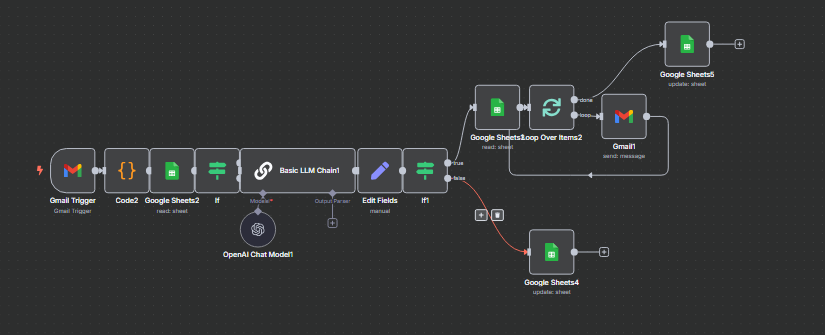 Google Sheets5
update: sheet
done
loop
Google Sheets
read: sheet
Loop Over Items2
Gmail1
send: message
true
false
Basic LLM Chain1
Gmail Trigger
Gmail Trigger
Code2
Google Sheets2
read: sheet
If
Model*
Output Parser
Edit Fields
manual
If1
OpenAI Chat Model1
Google Sheets4
update: sheet